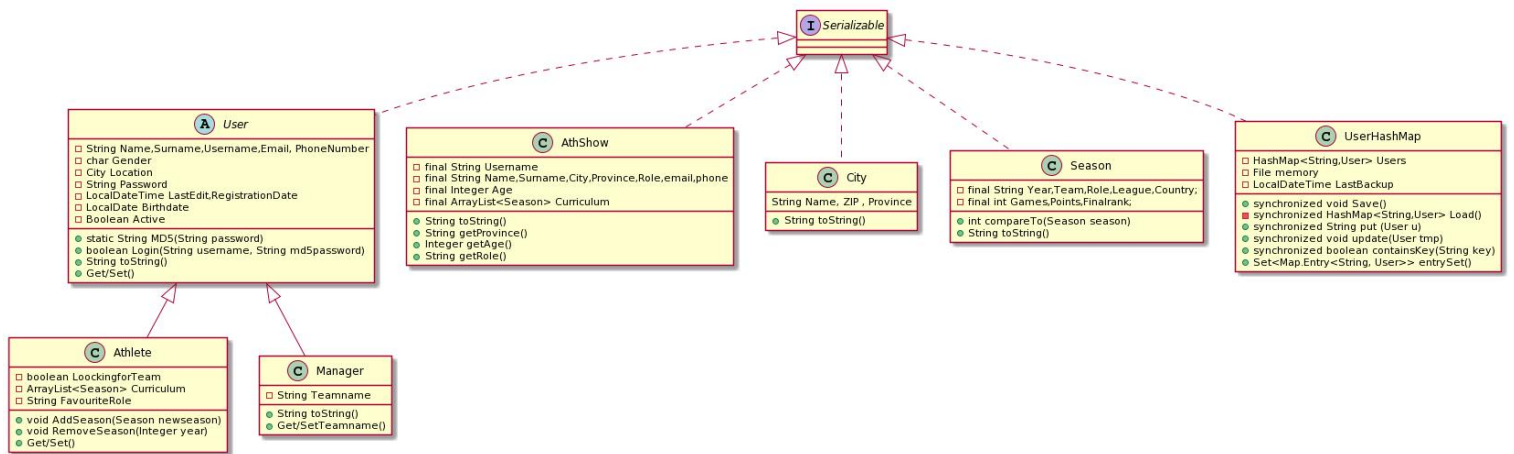 I Serializable
A User
String Name,Surname,Username,Email, PhoneNumber
char Gender
City Location
String Password
LocalDateTime LastEdit,RegistrationDate
LocalDate Birthdate
Boolean Active
static String MD5(String password)
boolean Login(String username, String md5password)
String toString()
Get/Set()
C AthShow
final String Username
final String Name,Surname,City,Province,Role,email,phone
final Integer Age
final ArrayList<Season> Curriculum
String toString()
String getProvince()
Integer getAge()
String getRole()
C City
String Name, ZIP , Province
String toString()
C Season
final String Year,Team,Role,League,Country;
final int Games,Points,Finalrank;
int compareTo(Season season)
String toString()
C UserHashMap
HashMap<String,User> Users
File memory
LocalDateTime LastBackup
synchronized void Save()
synchronized HashMap<String,User> Load()
synchronized String put (User u)
synchronized void update(User tmp)
synchronized boolean containsKey(String key)
Set<Map.Entry<String, User>> entrySet()
C Athlete
boolean LoockingforTeam
ArrayList<Season> Curriculum
String FavouriteRole
void AddSeason(Season newseason)
void RemoveSeason(Integer year)
Get/Set()
C Manager
String Teamname
String toString()
Get/SetTeamname()